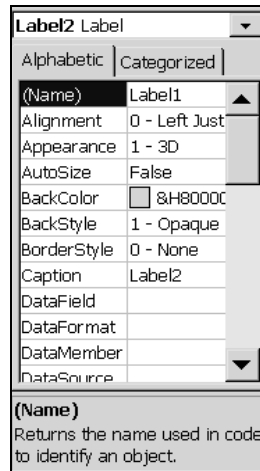 Label2 Label
Alphabetic Categorized
(Name) Label1
Alignment 0 - Left Just
Appearance 1 - 3D
AutoSize False
BackColor &H80000
BackStyle 1 - Opaque
BorderStyle 0 - None
Caption Label2
DataField
DataFormat
DataMember
DataSource
(Name)
Returns the name used in code
to identify an object.